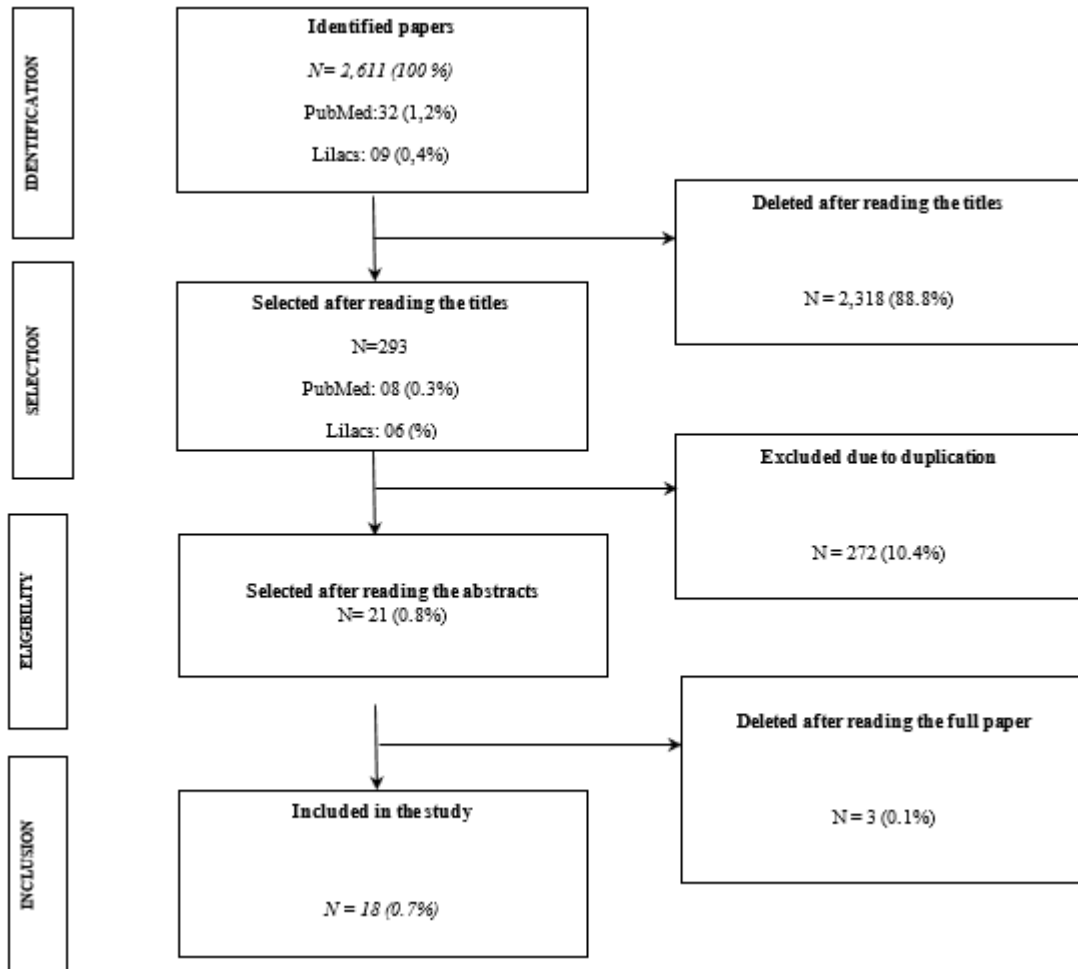 IDENTIFICATION
Identified papers
N= 2,611 (100 %)
PubMed:32 (1,2%)
Lilacs: 09 (0,4%)
Deleted after reading the titles
N = 2,318 (88.8%)
SELECTION
Selected after reading the titles
N=293
PubMed: 08 (0.3%)
Lilacs: 06 (%)
Excluded due to duplication
N = 272 (10.4%)
ELIGIBILITY
Selected after reading the abstracts
N= 21 (0.8%)
Deleted after reading the full paper
N = 3 (0.1%)
INCLUSION
Included in the study
N = 18 (0.7%)